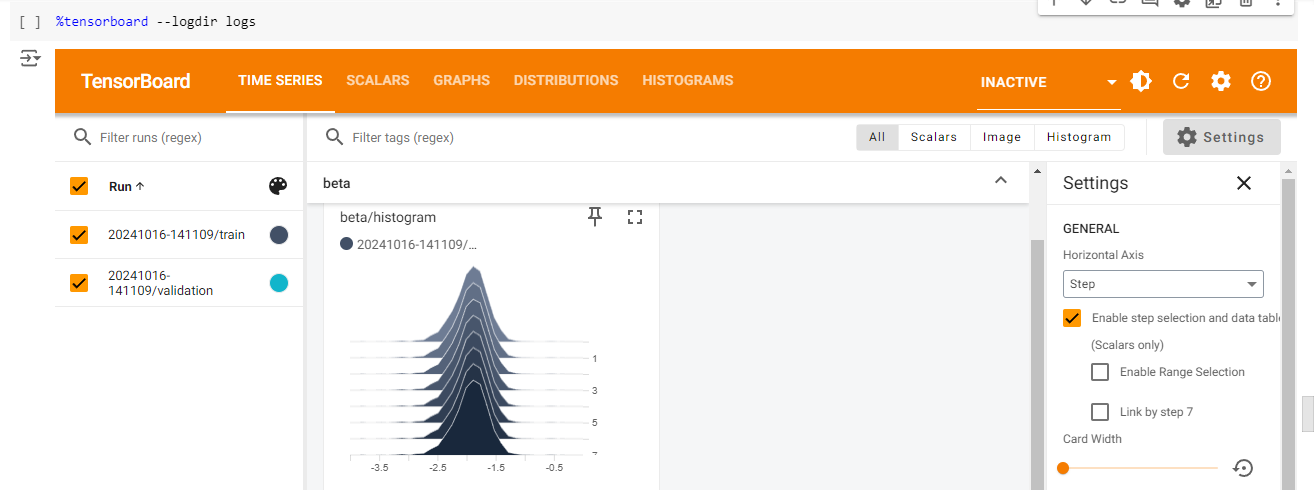 [ ] %tensorboard --logdir logs
TensorBoard TIME SERIES SCALARS GRAPHS DISTRIBUTIONS HISTOGRAMS INACTIVE
Filter runs (regex)
Filter tags (regex)
All Scalars Image Histogram
Settings
Run
20241016-141109/train
20241016-
141109/validation
beta
beta/histogram
20241016-141109/...
1
3
5
7
-3.5 -2.5 -1.5 -0.5
Settings
GENERAL
Horizontal Axis
Step
Enable step selection and data table
(Scalars only)
Enable Range Selection
Link by step 7
Card Width